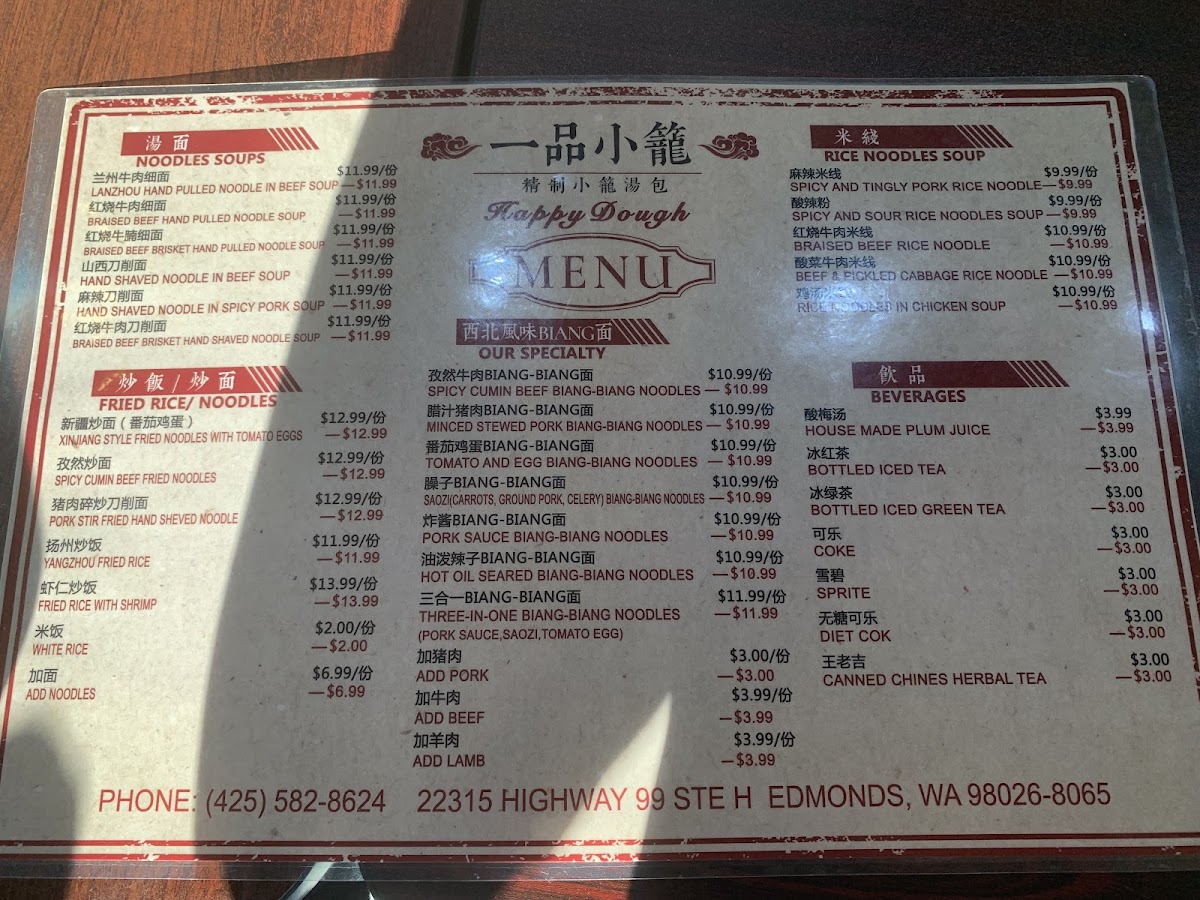 湯面
NOODLES SOUPS
兰州牛肉细面 $11.99/份
LANZHOU HAND PULLED NOODLE IN BEEF SOUP—$11.99
红烧牛肉细面 $11.99/份
BRAISED BEEF HAND PULLED NOODLE SOUP —$11.99
红烧牛腩细面 $11.99/份
BRAISED BEEF BRISKET HAND PULLED NOODLE SOUP —$11.99
山西刀削面 $11.99/份
HAND SHAVED NOODLE IN BEEF SOUP —$11.99
麻辣刀削面 $11.99/份
HAND SHAVED NOODLE IN SPICY PORK SOUP —$11.99
红烧牛肉刀削面 $11.99/份
BRAISED BEEF BRISKET HAND SHAVED NOODLE SOUP —$11.99
炒飯/炒面
FRIED RICE/ NOODLES
新疆炒面（番茄鸡蛋） $12.99/份
XINJIANG STYLE FRIED NOODLES WITH TOMATO EGGS —$12.99
孜然炒面 $12.99/份
SPICY CUMIN BEEF FRIED NOODLES —$12.99
猪肉碎炒刀削面 $12.99/份
PORK STIR FRIED HAND SHEVED NOODLE —$12.99
扬州炒饭 $11.99/份
YANGZHOU FRIED RICE —$11.99
虾仁炒饭 $13.99/份
FRIED RICE WITH SHRIMP —$13.99
米饭 $2.00/份
WHITE RICE —$2.00
加面 $6.99/份
ADD NOODLES —$6.99
一品小籠
精制小籠湯包
Happy Dough
MENU
西北風味BIANG面
OUR SPECIALTY
孜然牛肉BIANG-BIANG面 $10.99/份
SPICY CUMIN BEEF BIANG-BIANG NOODLES — $10.99
腊汁猪肉BIANG-BIANG面 $10.99/份
MINCED STEWED PORK BIANG-BIANG NOODLES — $10.99
番茄鸡蛋BIANG-BIANG面 $10.99/份
TOMATO AND EGG BIANG-BIANG NOODLES — $10.99
臊子BIANG-BIANG面 $10.99/份
SAOZI(CARROTS, GROUND PORK, CELERY) BIANG-BIANG NOODLES — $10.99
炸酱BIANG-BIANG面 $10.99/份
PORK SAUCE BIANG-BIANG NOODLES —$10.99
油泼辣子BIANG-BIANG面 $10.99/份
HOT OIL SEARED BIANG-BIANG NOODLES —$10.99
三合一BIANG-BIANG面 $11.99/份
THREE-IN-ONE BIANG-BIANG NOODLES —$11.99
(PORK SAUCE,SAOZI,TOMATO EGG)
加猪肉 $3.00/份
ADD PORK —$3.00
加牛肉 $3.99/份
ADD BEEF —$3.99
加羊肉 $3.99/份
ADD LAMB —$3.99
米綫
RICE NOODLES SOUP
麻辣米线 $9.99/份
SPICY AND TINGLY PORK RICE NOODLE—$9.99
酸辣粉 $9.99/份
SPICY AND SOUR RICE NOODLES SOUP —$9.99
红烧牛肉米线 $10.99/份
BRAISED BEEF RICE NOODLE —$10.99
酸菜牛肉米线 $10.99/份
BEEF & PICKLED CABBAGE RICE NOODLE —$10.99
鸡汤米线 $10.99/份
RICE NOODLES IN CHICKEN SOUP —$10.99
飲品
BEVERAGES
酸梅汤 $3.99
HOUSE MADE PLUM JUICE —$3.99
冰红茶 $3.00
BOTTLED ICED TEA —$3.00
冰绿茶 $3.00
BOTTLED ICED GREEN TEA —$3.00
可乐 $3.00
COKE —$3.00
雪碧 $3.00
SPRITE —$3.00
无糖可乐 $3.00
DIET COK —$3.00
王老吉 $3.00
CANNED CHINES HERBAL TEA —$3.00
PHONE: (425) 582-8624 22315 HIGHWAY 99 STE H EDMONDS, WA 98026-8065